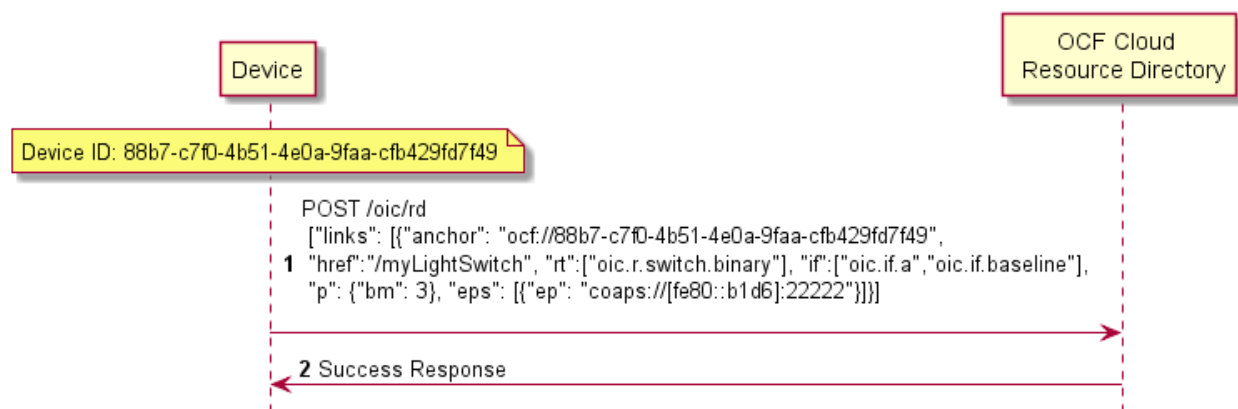 Device
OCF Cloud
Resource Directory
Device ID: 88b7-c7f0-4b51-4e0a-9faa-cfb429fd7f49
POST /oic/rd
["links": [{"anchor": "ocf://88b7-c7f0-4b51-4e0a-9faa-cfb429fd7f49",
1 "href":"/myLightSwitch", "rt":["oic.r.switch.binary"], "if":["oic.if.a","oic.if.baseline"],
"p": {"bm": 3}, "eps": [{"ep": "coaps://[fe80::b1d6]:22222"}]}]
2 Success Response